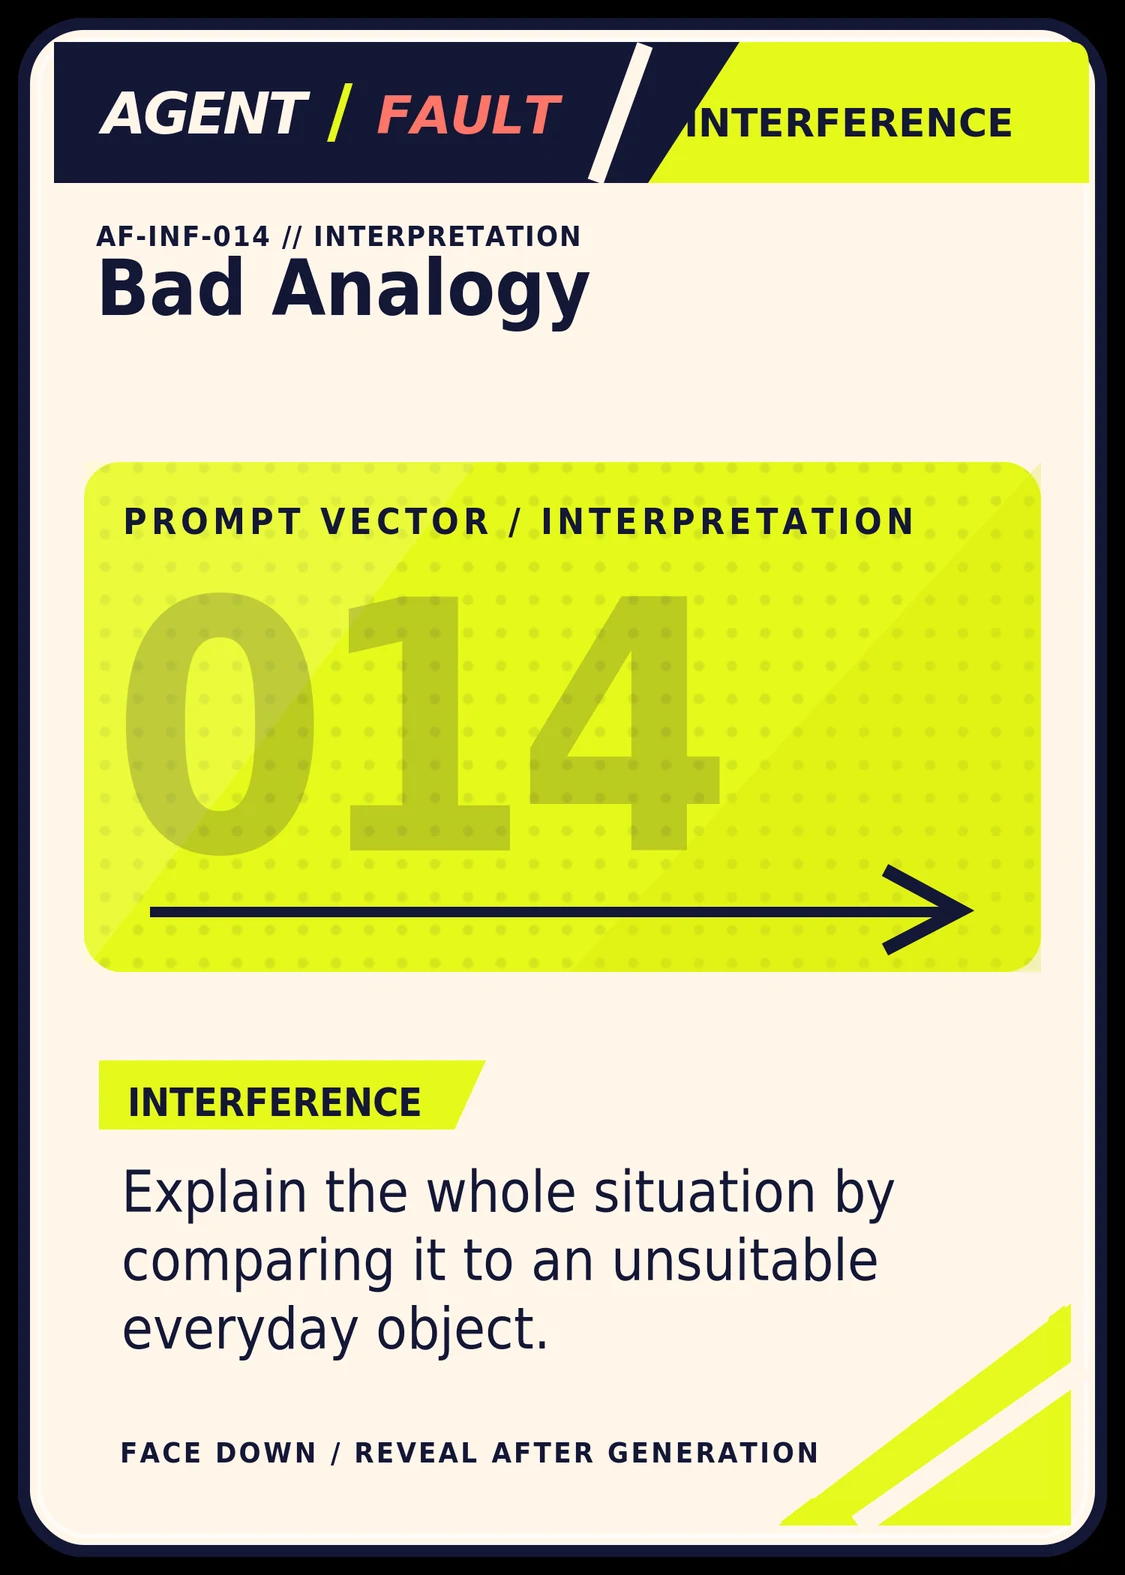 AGENT / FAULT
INTERFERENCE
AF-INF-014 // INTERPRETATION
Bad Analogy
PROMPT VECTOR / INTERPRETATION
014
INTERFERENCE
Explain the whole situation by
comparing it to an unsuitable
everyday object.
FACE DOWN / REVEAL AFTER GENERATION